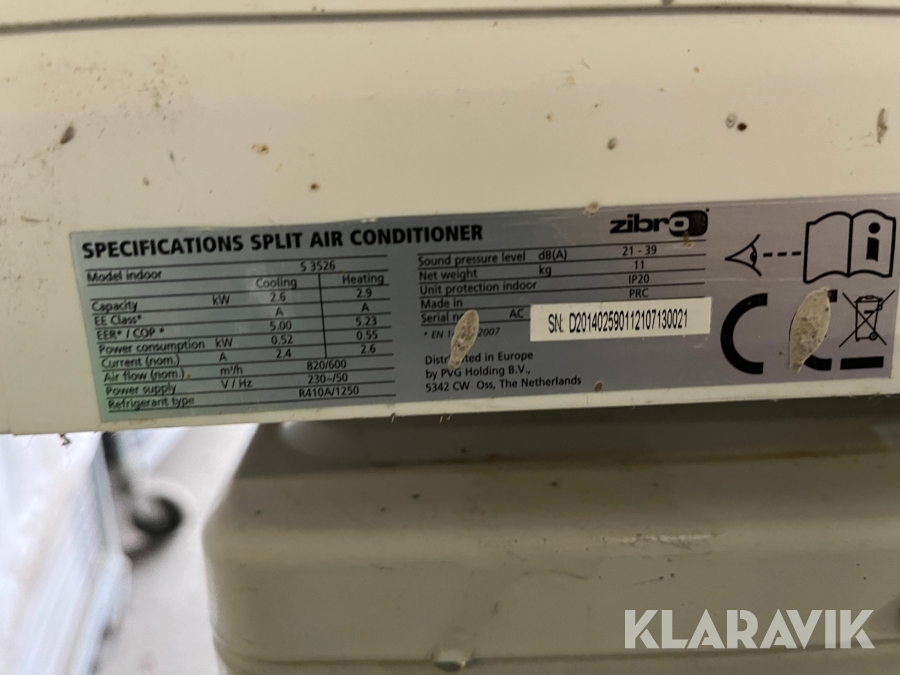 SPECIFICATIONS SPLIT AIR CONDITIONER
Model indoor S 3526
Cooling Heating
Capacity kW 2.6 2.9
EE Class* A A
EER* / COP* 5.00 5.23
Power consumption kW 0.52 0.55
Current (nom.) A 2.4 2.6
Air flow (nom.) m³/h 820/600
Power supply V / Hz 230~/50
Refrigerant type R410A/1250
zibro
Sound pressure level dB(A) 21 - 39
Net weight kg 11
Unit protection indoor IP20
Made in PRC
Serial AC
SN: D201402590112107130021
* EN 2007
in Europe
by PVG Holding B.V.,
5342 CW Oss, The Netherlands
i
CE
KLARAVIK